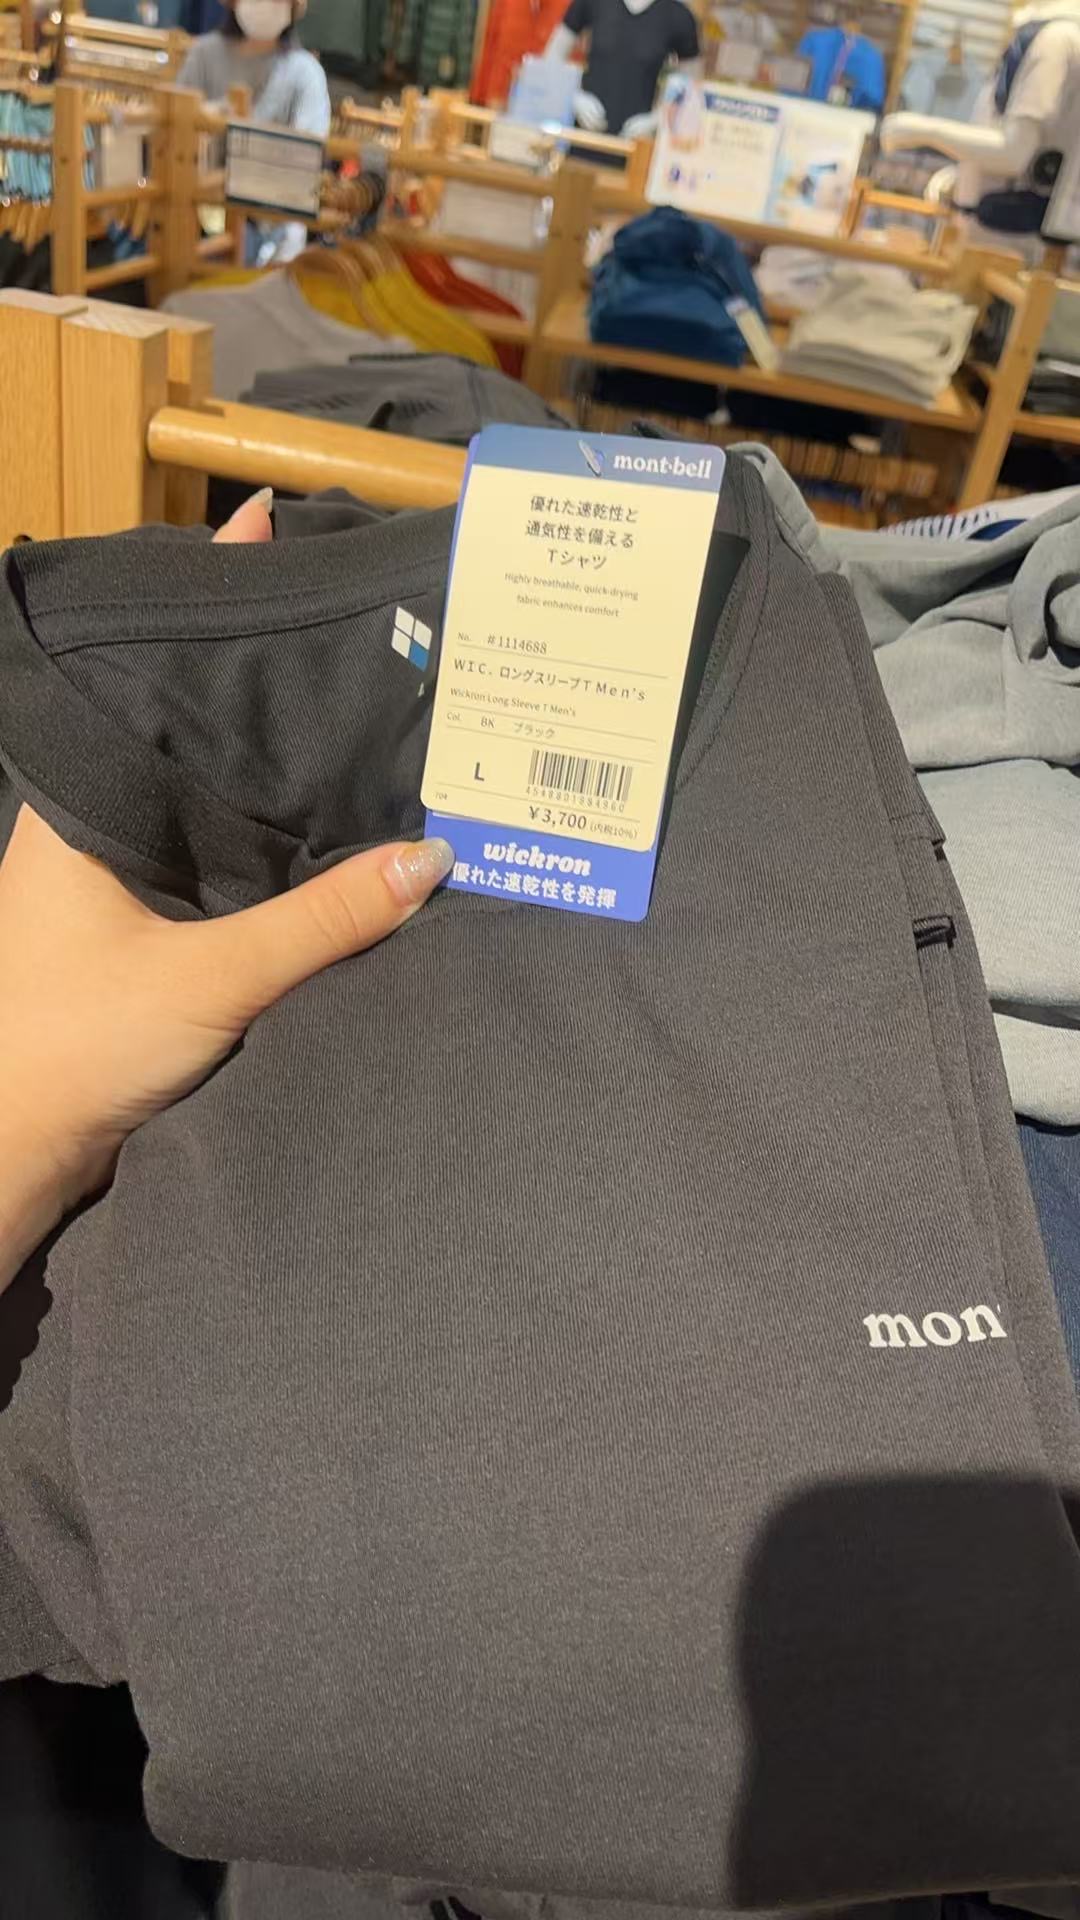 mont-bell
優れた速乾性と
通気性を備える
Tシャツ
Highly breathable, quick-drying
fabric enhances comfort
No. #1114688
WIC. ロングスリーブT Men's
Wickron Long Sleeve T Men's
Col. BK ブラック
L
4548801984960
704
¥3,700 (内税10%)
wickron
優れた速乾性を発揮
mon